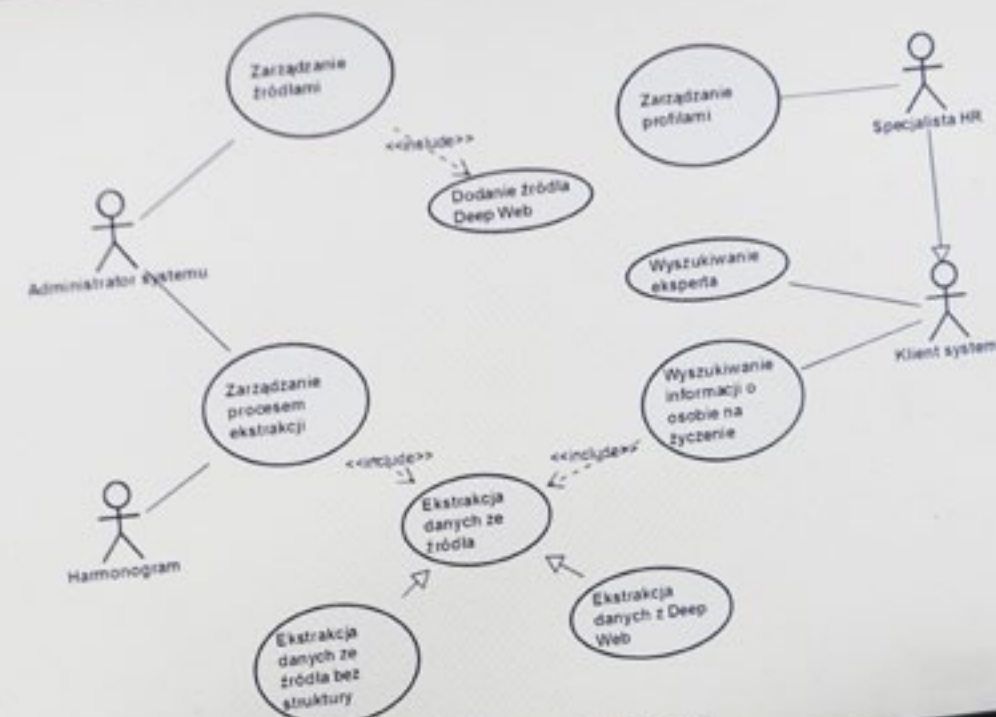 Zarządzanie
źródłami
<<include>>
Dodanie źródła
Deep Web
Administrator systemu
Zarządzanie
profilami
Specjalista HR
Wyszukiwanie
eksperta
Klient system
Wyszukiwanie
informacji o
osobie na
życzenie
Zarządzanie
procesem
ekstrakcji
<<include>>
<<include>>
Harmonogram
Ekstrakcja
danych ze
źródła
Ekstrakcja
danych z Deep
Web
Ekstrakcja
danych ze
źródła bez
struktury